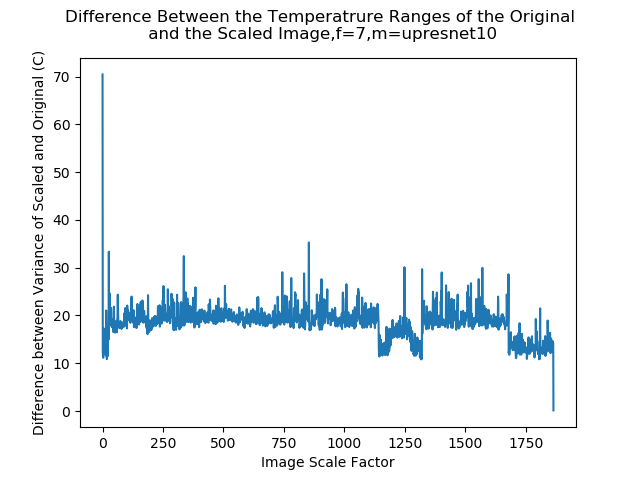 Difference Between the Temperatrure Ranges of the Original
and the Scaled Image,f=7,m=upresnet10
Difference between Variance of Scaled and Original (C)
70
60
50
40
30
20
10
0
0 250 500 750 1000 1250 1500 1750
Image Scale Factor